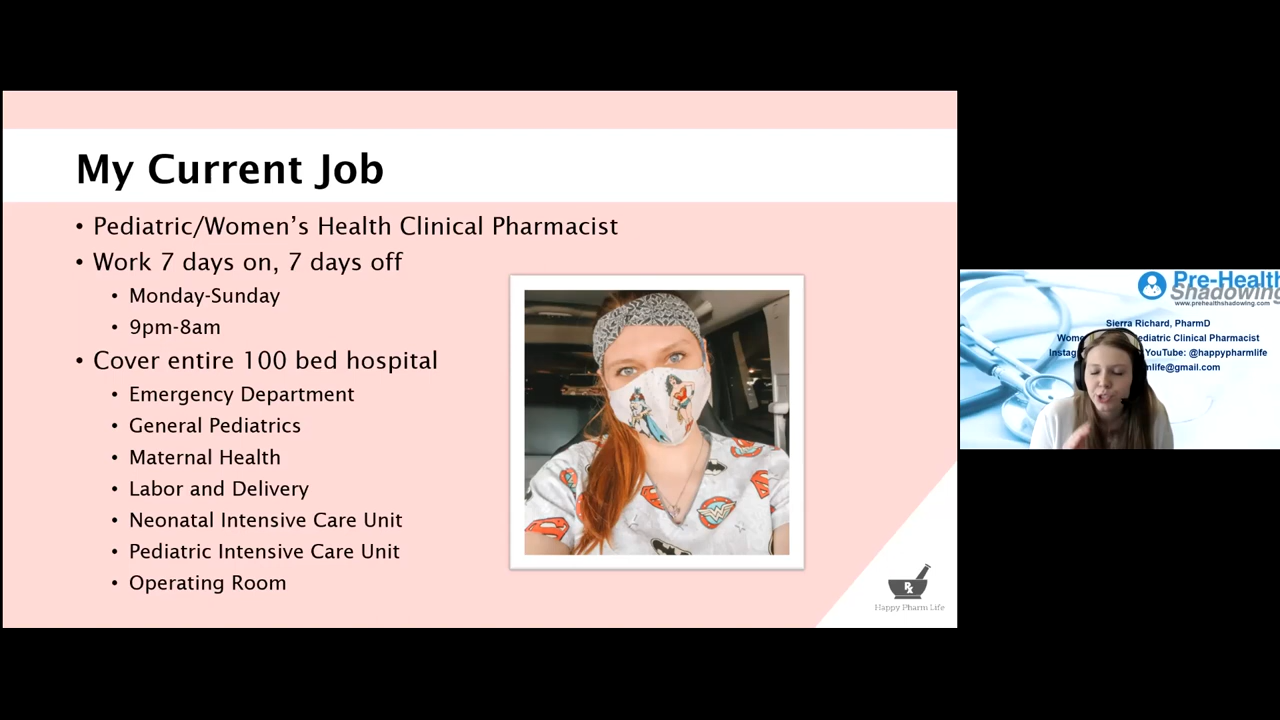 My Current Job
• Pediatric/Women's Health Clinical Pharmacist
• Work 7 days on, 7 days off
• Monday-Sunday
• 9pm-8am
• Cover entire 100 bed hospital
• Emergency Department
• General Pediatrics
• Maternal Health
• Labor and Delivery
• Neonatal Intensive Care Unit
• Pediatric Intensive Care Unit
• Operating Room
Rx
Happy Pharm Life
Pre-Health
Shadowing
www.prehealthshadowing.com
Sierra Richard, PharmD
Clinical Pharmacist
YouTube: @happypharmlife
nlife@gmail.com